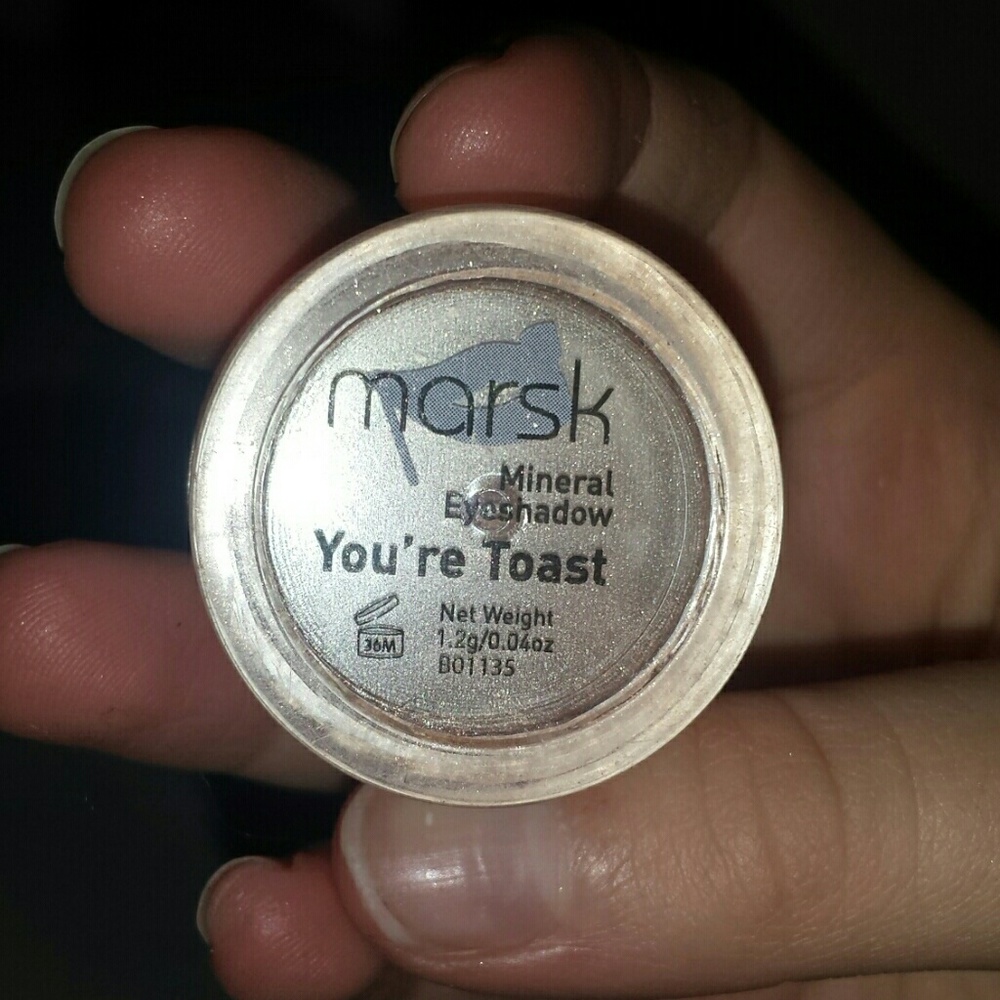 marsk
Mineral
Eyeshadow
You're Toast
Net Weight
1.2g/0.04oz
B01135
36M